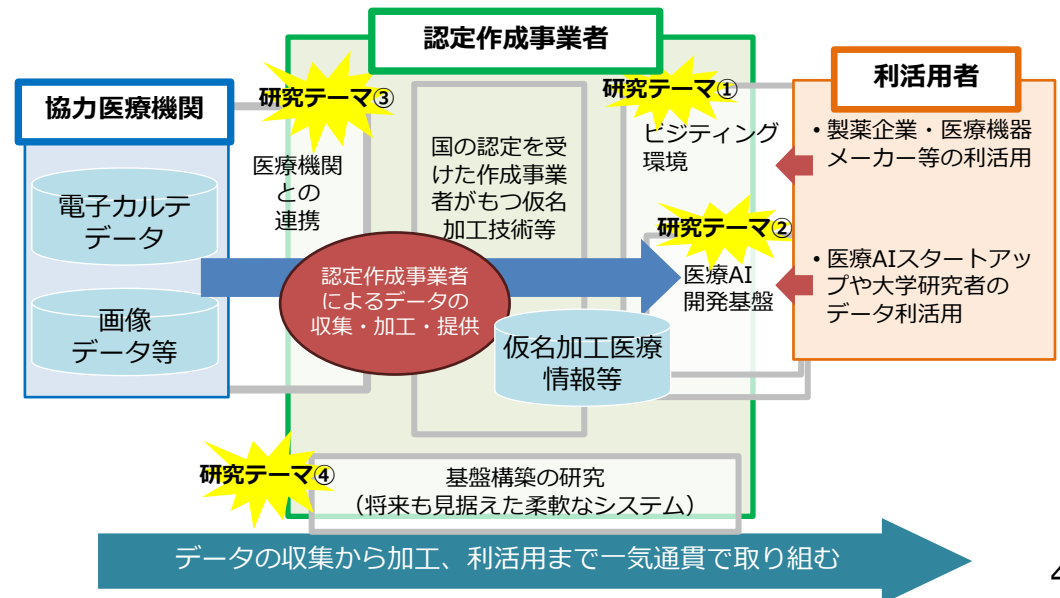 認定作成事業者
協力医療機関
電子カルテ
データ
画像
データ等
研究テーマ③
医療機関
との
連携
国の認定を受
けた作成事業
者がもつ仮名
加工技術等
認定作成事業者
によるデータの
収集・加工・提供
研究テーマ①
ビジティング
環境
研究テーマ②
医療AI
開発基盤
仮名加工医療
情報等
利活用者
・製薬企業・医療機器
メーカー等の利活用
・医療AIスタートアッ
プや大学研究者の
データ利活用
研究テーマ④
基盤構築の研究
（将来も見据えた柔軟なシステム）
データの収集から加工、利活用まで一気通貫で取り組む
4